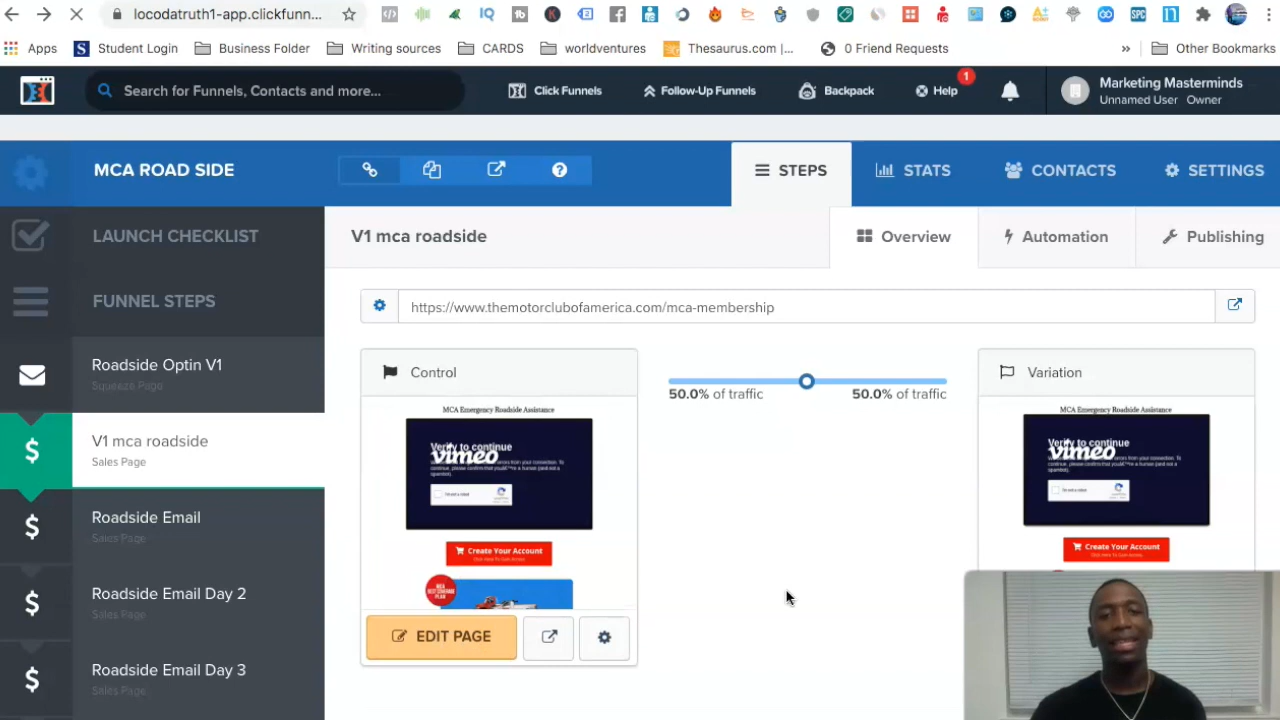 locodatruth1-app.clickfunn...
Apps
Student Login
Business Folder
Writing sources
CARDS
worldventures
Thesaurus.com |...
0 Friend Requests
»
Other Bookmarks
Search for Funnels, Contacts and more...
Click Funnels
Follow-Up Funnels
Backpack
Help
1
Marketing Masterminds
Unnamed User Owner
MCA ROAD SIDE
STEPS
STATS
CONTACTS
SETTINGS
LAUNCH CHECKLIST
V1 mca roadside
Overview
Automation
Publishing
FUNNEL STEPS
https://www.themotorclubofamerica.com/mca-membership
Roadside Optin V1
Squeeze Page
Control
50.0% of traffic
50.0% of traffic
Variation
MCA Emergency Roadside Assistance
Verify to continue
vimeo
I'm not a robot
Create Your Account
MCA Emergency Roadside Assistance
Verify to continue
vimeo
I'm not a robot
Create Your Account
V1 mca roadside
Sales Page
Roadside Email
Sales Page
Roadside Email Day 2
Sales Page
EDIT PAGE
Roadside Email Day 3
Sales Page